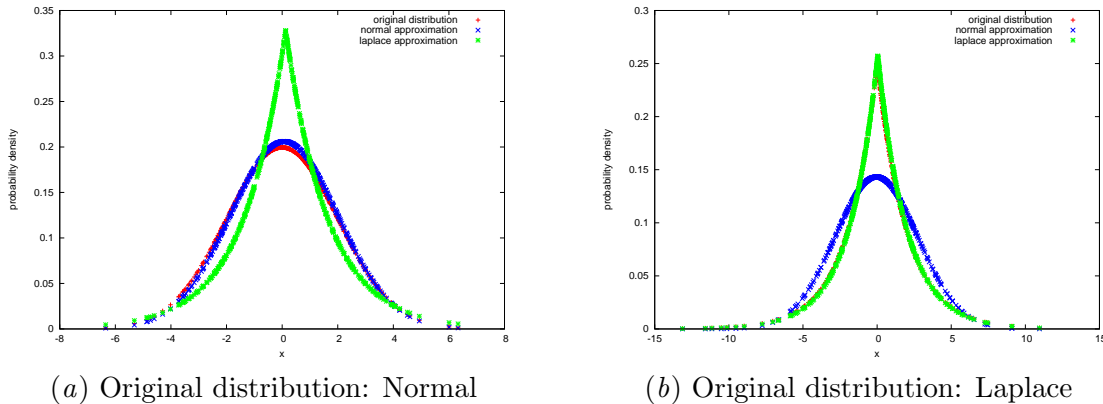 0.35
0.3
0.25
0.2
0.15
0.1
0.05
0
probability density
-8 -6 -4 -2 0 2 4 6 8
x
original distribution
normal approximation
laplace approximation
(a) Original distribution: Normal
0.3
0.25
0.2
0.15
0.1
0.05
0
probability density
-15 -10 -5 0 5 10 15
x
original distribution
normal approximation
laplace approximation
(b) Original distribution: Laplace